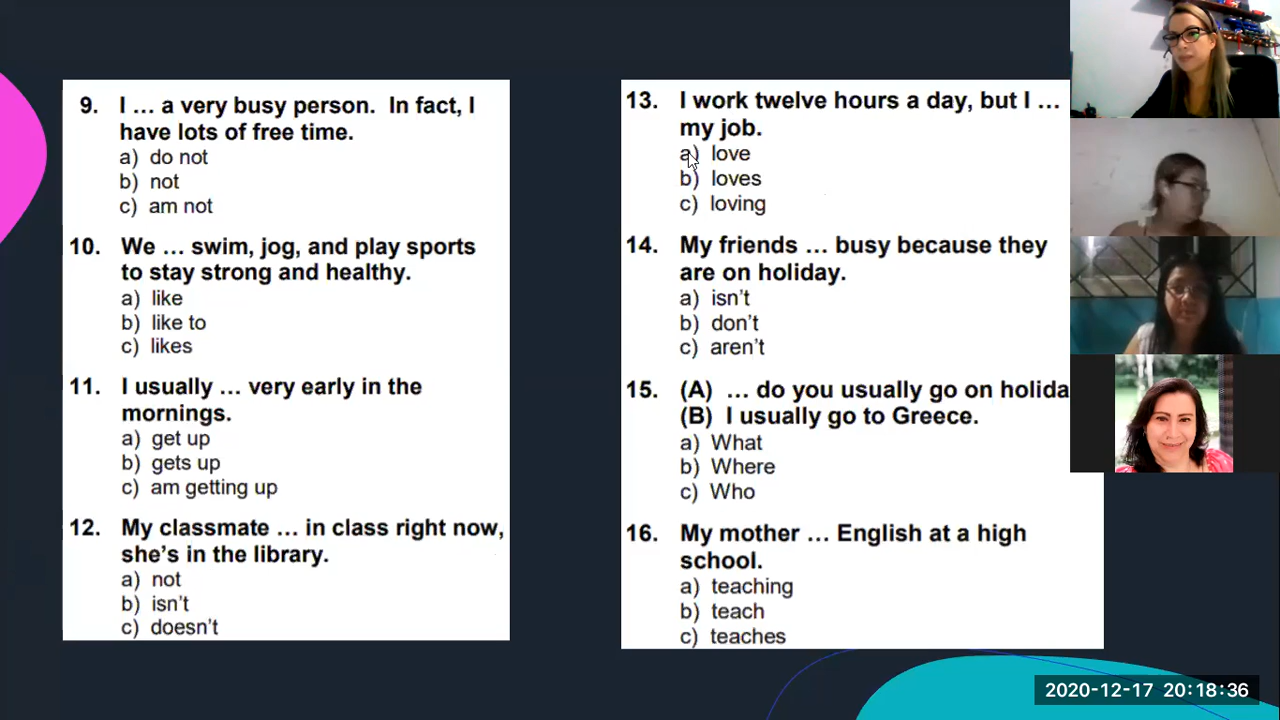 9. I ... a very busy person. In fact, I
have lots of free time.
a) do not
b) not
c) am not
10. We ... swim, jog, and play sports
to stay strong and healthy.
a) like
b) like to
c) likes
11. I usually ... very early in the
mornings.
a) get up
b) gets up
c) am getting up
12. My classmate ... in class right now,
she's in the library.
a) not
b) isn't
c) doesn't
13. I work twelve hours a day, but I ...
my job.
a) love
b) loves
c) loving
14. My friends ... busy because they
are on holiday.
a) isn't
b) don't
c) aren't
15. (A) ... do you usually go on holida
(B) I usually go to Greece.
a) What
b) Where
c) Who
16. My mother ... English at a high
school.
a) teaching
b) teach
c) teaches
2020-12-17 20:18:36